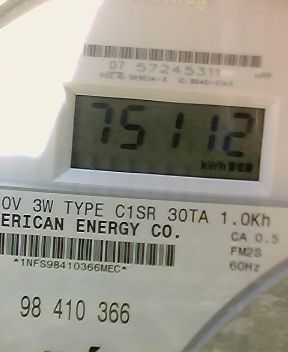 07 57245311
75112
kWh
0V 3W TYPE C1SR 30TA 1.0Kh
ERICAN ENERGY CO.
CA 0.5
FM2S
*1NFS98410366MEC*
60Hz
98 410 366